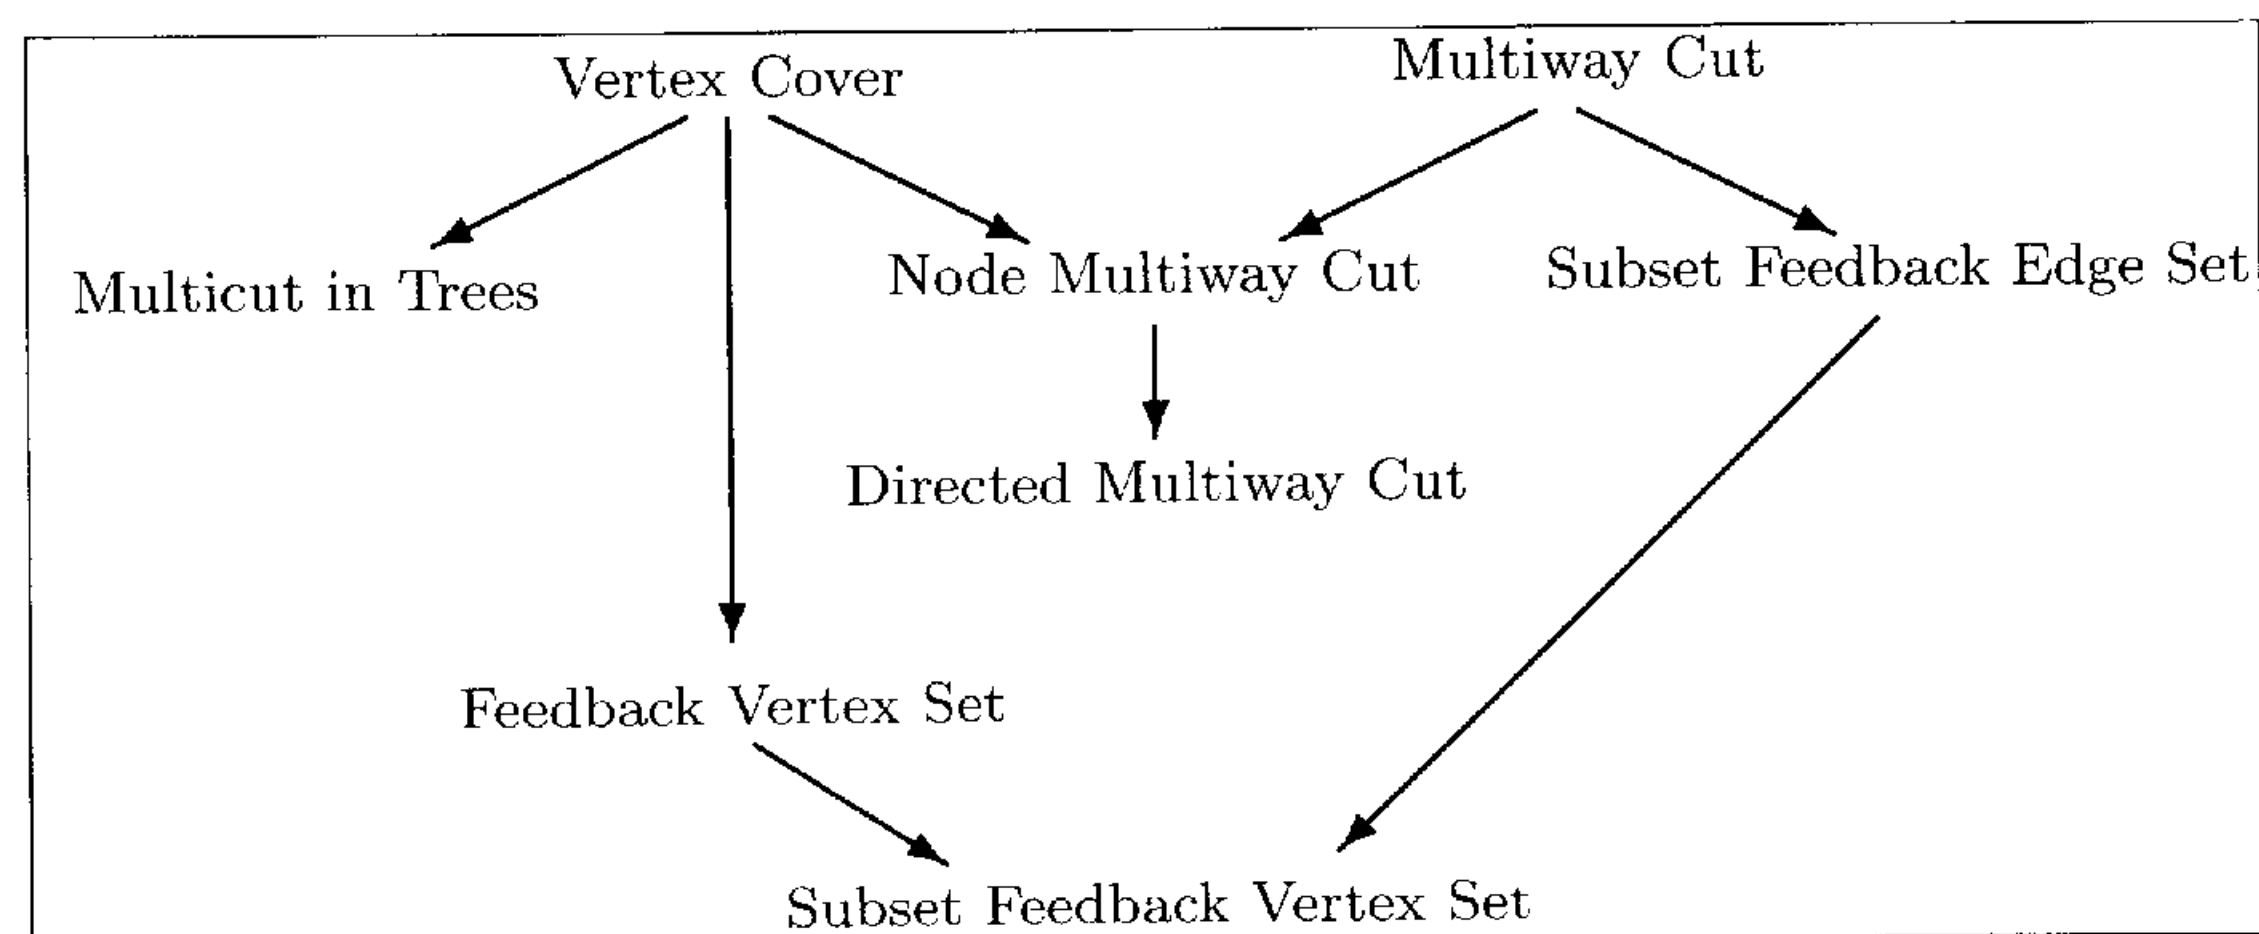 Vertex Cover
Multiway Cut
Multicut in Trees
Node Multiway Cut
Subset Feedback Edge Set
Directed Multiway Cut
Feedback Vertex Set
Subset Feedback Vertex Set